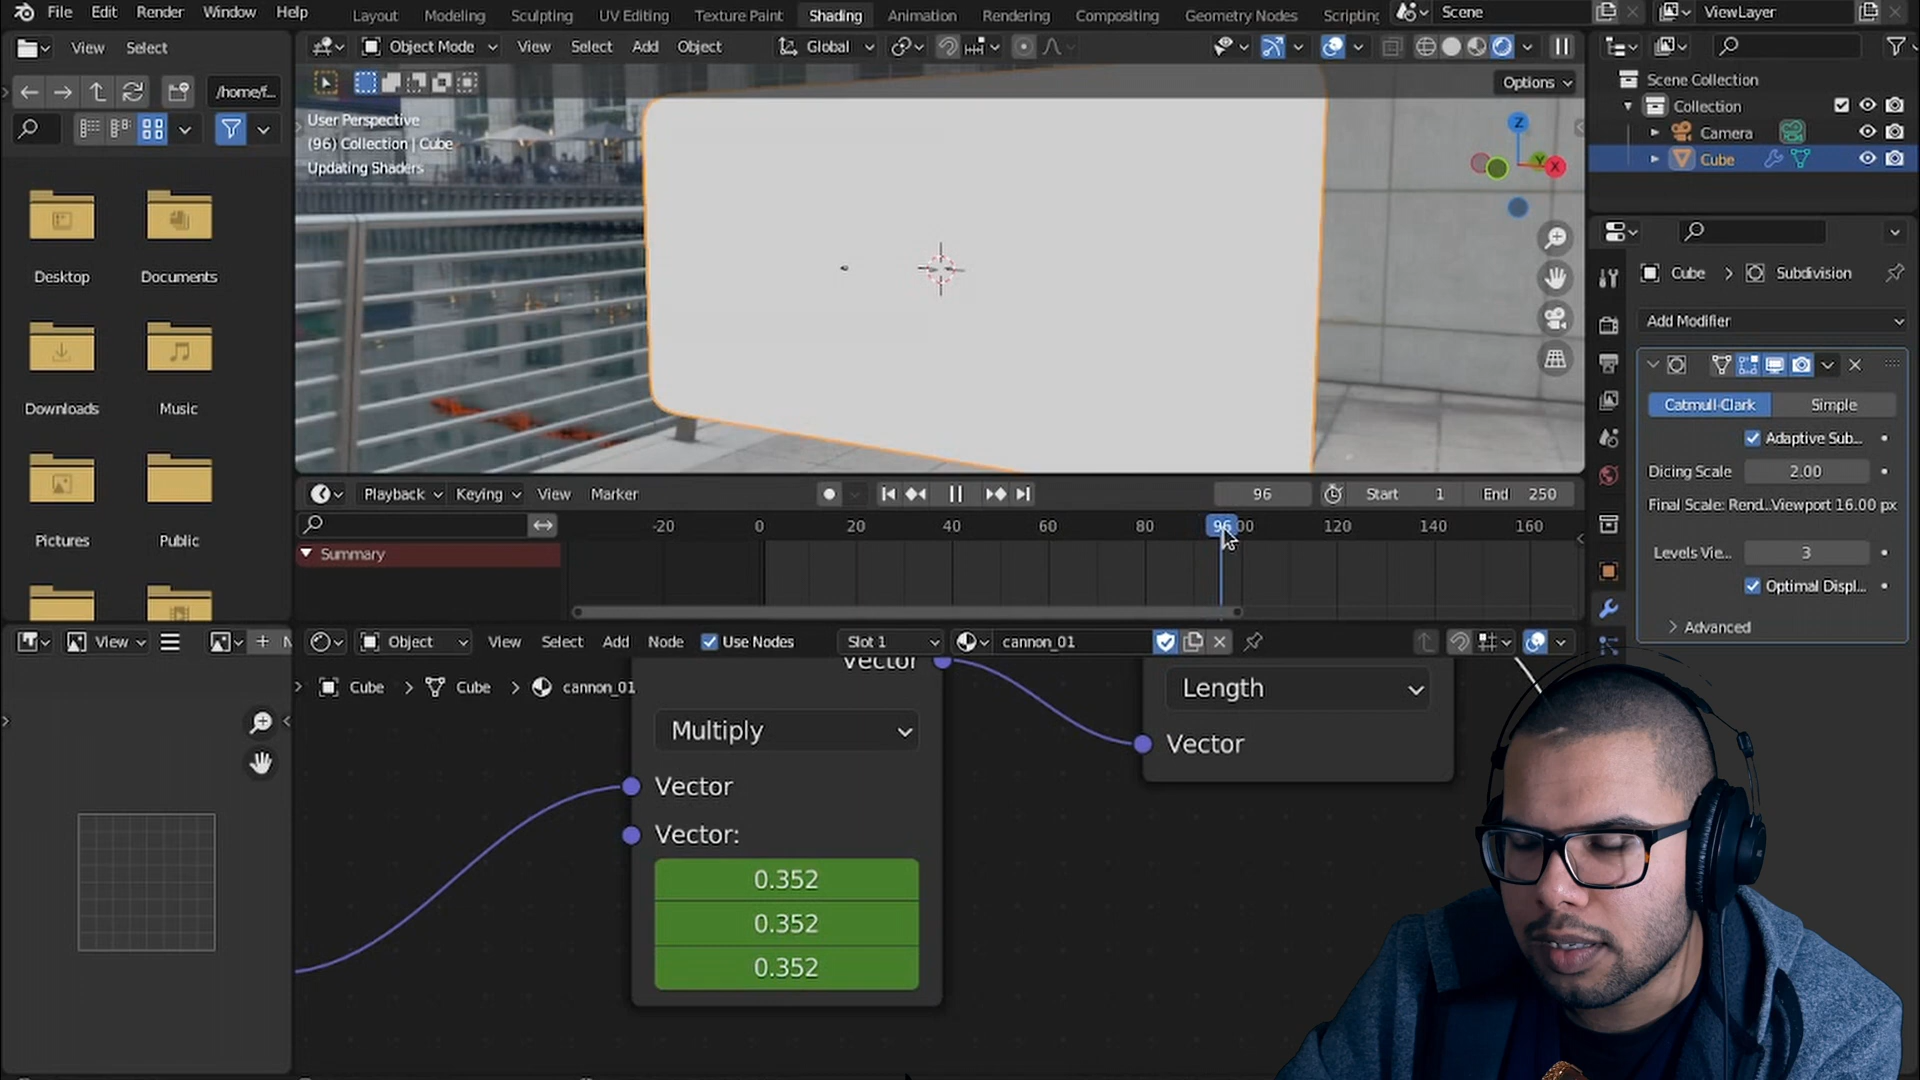 File Edit Render Window Help
Layout Modeling Sculpting UV Editing Texture Paint Shading Animation Rendering Compositing Geometry Nodes Scripting
Scene
ViewLayer
View Select
Object Mode View Select Add Object
Global
/home/f...
Options
User Perspective
(96) Collection | Cube
Updating Shaders
Z
Y
X
Scene Collection
Collection
Camera
Cube
Desktop Documents
Downloads Music
Pictures Public
Cube > Subdivision
Add Modifier
Catmull-Clark Simple
Adaptive Sub...
Dicing Scale 2.00
Final Scale: Rend...Viewport 16.00 px
Levels Vie... 3
Optimal Displ...
Advanced
Playback Keying View Marker
96
Start 1
End 250
-20 0 20 40 60 80 96 00 120 140 160
Summary
View
Object View Select Add Node Use Nodes
Slot 1
cannon_01
Cube > Cube > cannon_01
Vector
Multiply
Vector
Vector:
0.352
0.352
0.352
Length
Vector